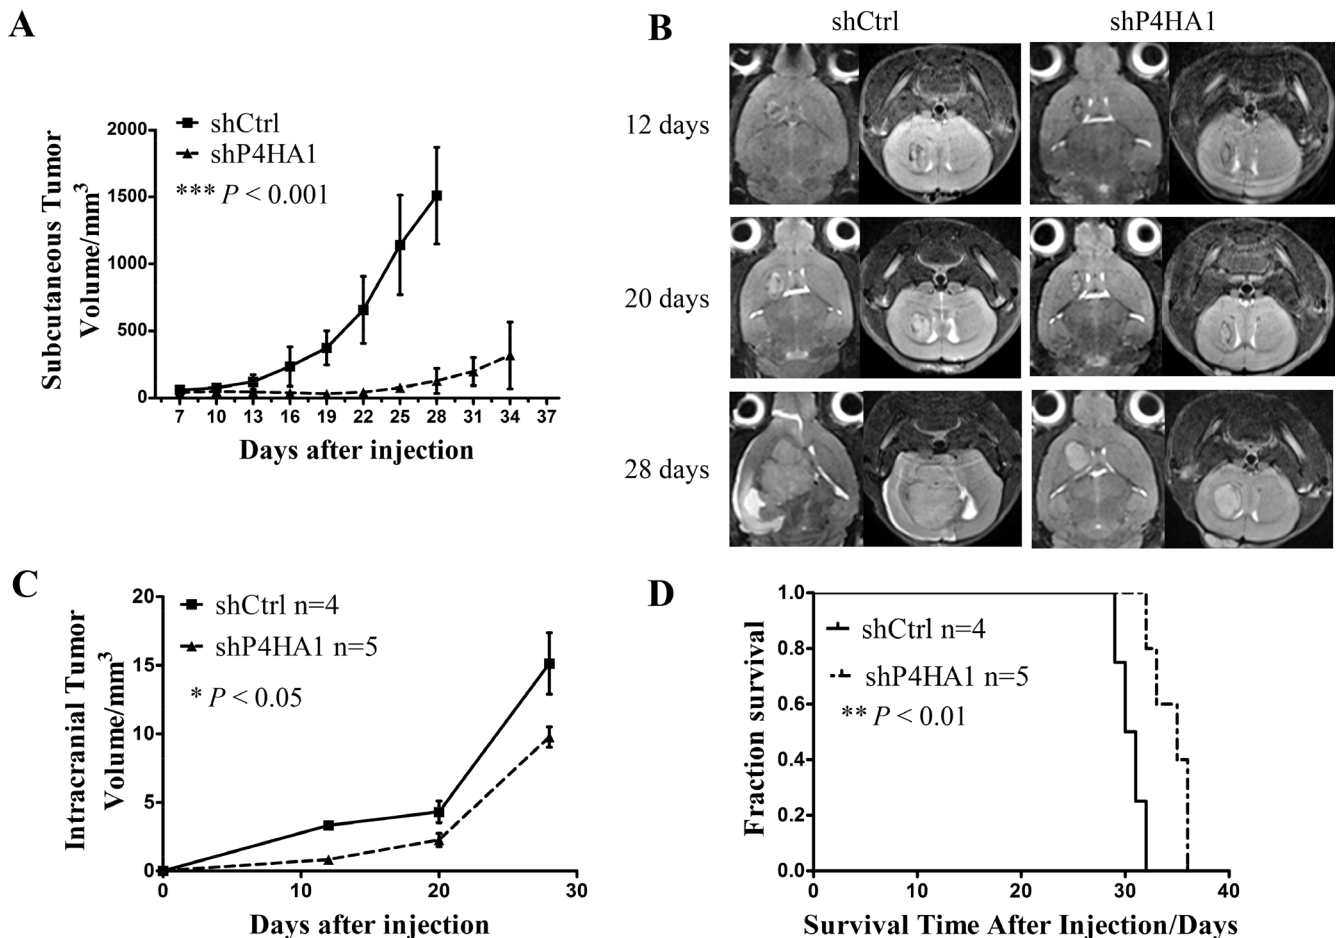 A
Subcutaneous Tumor
Volume/mm³
2000
1500
1000
500
0
shCtrl
shP4HA1
*** P < 0.001
7 10 13 16 19 22 25 28 31 34 37
Days after injection
B
shCtrl shP4HA1
12 days
20 days
28 days
C
Intracranial Tumor
Volume/mm³
20
15
10
5
0
shCtrl n=4
shP4HA1 n=5
* P < 0.05
0 10 20 30
Days after injection
D
Fraction survival
1.0
0.8
0.6
0.4
0.2
0.0
shCtrl n=4
shP4HA1 n=5
** P < 0.01
0 10 20 30 40
Survival Time After Injection/Days